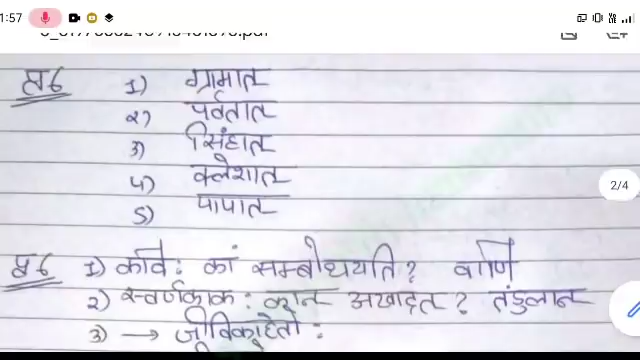 1:57
2/4
प्र6 1) ग्रामात
2) पर्वतात
3) सिंहात
4) क्लेशात
5) पापात
प्र6 1) कवि: कां सम्बोधयति? वाणि
2) स्वर्णकाक: कान अखादत? तंडुलान
3) → जीविकाहेतो: